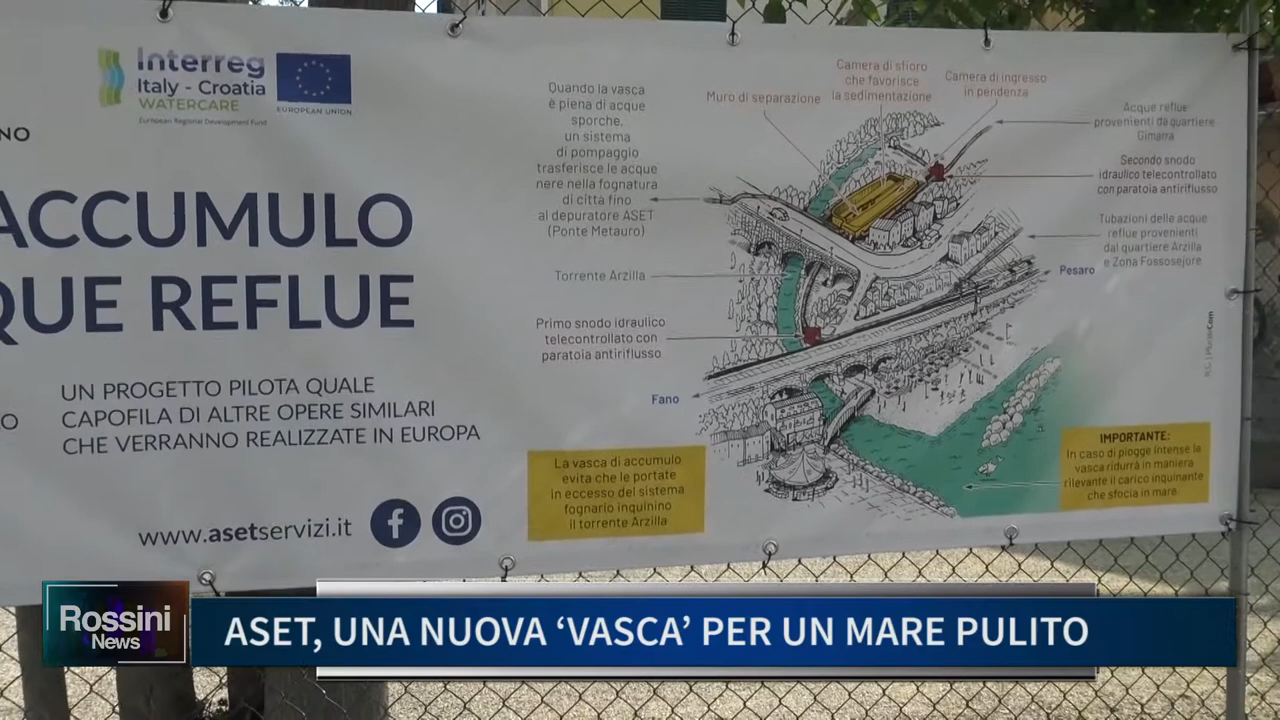 Interreg
Italy - Croatia
WATERCARE
European Regional Development Fund
EUROPEAN UNION
NO
ACCUMULO
QUE REFLUE
O
UN PROGETTO PILOTA QUALE
CAPOFILA DI ALTRE OPERE SIMILARI
CHE VERRANNO REALIZZATE IN EUROPA
www.asetservizi.it
Quando la vasca
è piena di acque
sporche,
un sistema
di pompaggio
trasferisce le acque
nere nella fognatura
di città fino
al depuratore ASET
(Ponte Metauro)
Torrente Arzilla
Primo snodo idraulico
telecontrollato con
paratoia antiriflusso
Fano
La vasca di accumulo
evita che le portate
in eccesso del sistema
fognario inquinino
il torrente Arzilla
Muro di separazione
Camera di sfioro
che favorisce
la sedimentazione
Camera di ingresso
in pendenza
Acque reflue
provenienti da quartiere
Gimarra
Secondo snodo
idraulico telecontrollato
con paratoia antiriflusso
Tubazioni delle acque
reflue provenienti
dal quartiere Arzilla
e Zona Fossosejore
Pesaro
IMPORTANTE:
In caso di piogge intense la
vasca ridurrà in maniera
rilevante il carico inquinante
che sfocia in mare
Rossini
News
ASET, UNA NUOVA ‘VASCA’ PER UN MARE PULITO